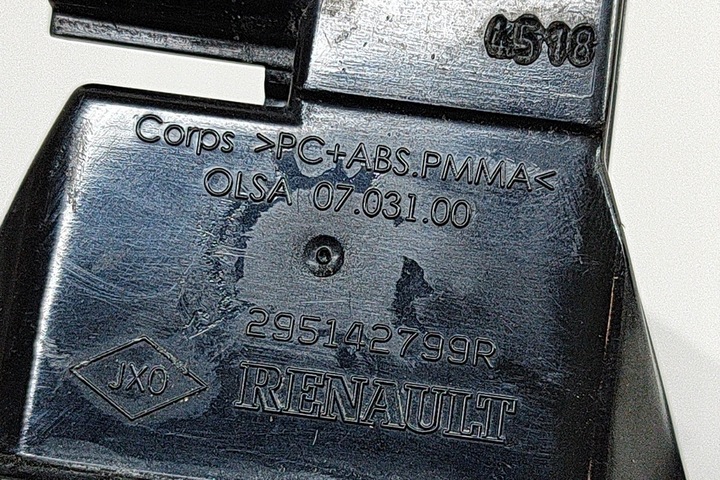 4518
Corps >PC+ABS.PMMA<
OLSA 07.031.00
295142799R
JXO
RENAULT